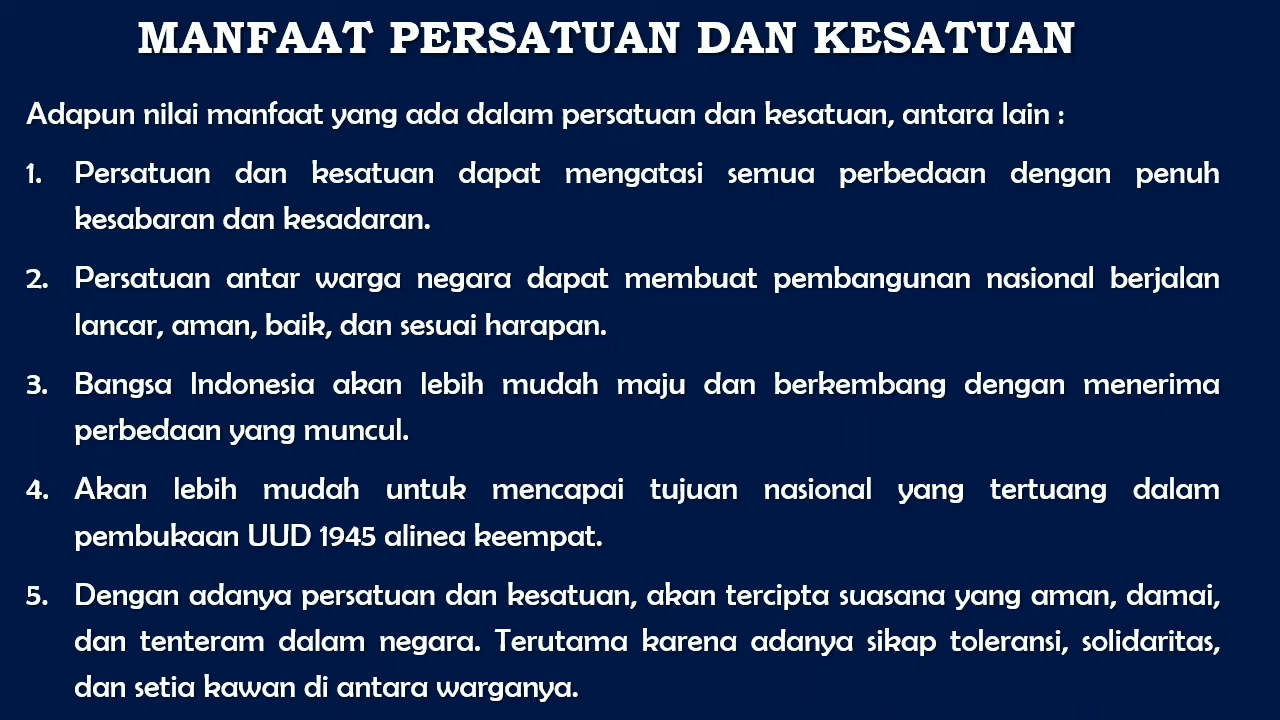 MANFAAT PERSATUAN DAN KESATUAN
Adapun nilai manfaat yang ada dalam persatuan dan kesatuan, antara lain :
1. Persatuan dan kesatuan dapat mengatasi semua perbedaan dengan penuh
kesabaran dan kesadaran.
2. Persatuan antar warga negara dapat membuat pembangunan nasional berjalan
lancar, aman, baik, dan sesuai harapan.
3. Bangsa Indonesia akan lebih mudah maju dan berkembang dengan menerima
perbedaan yang muncul.
4. Akan lebih mudah untuk mencapai tujuan nasional yang tertuang dalam
pembukaan UUD 1945 alinea keempat.
5. Dengan adanya persatuan dan kesatuan, akan tercipta suasana yang aman, damai,
dan tenteram dalam negara. Terutama karena adanya sikap toleransi, solidaritas,
dan setia kawan di antara warganya.